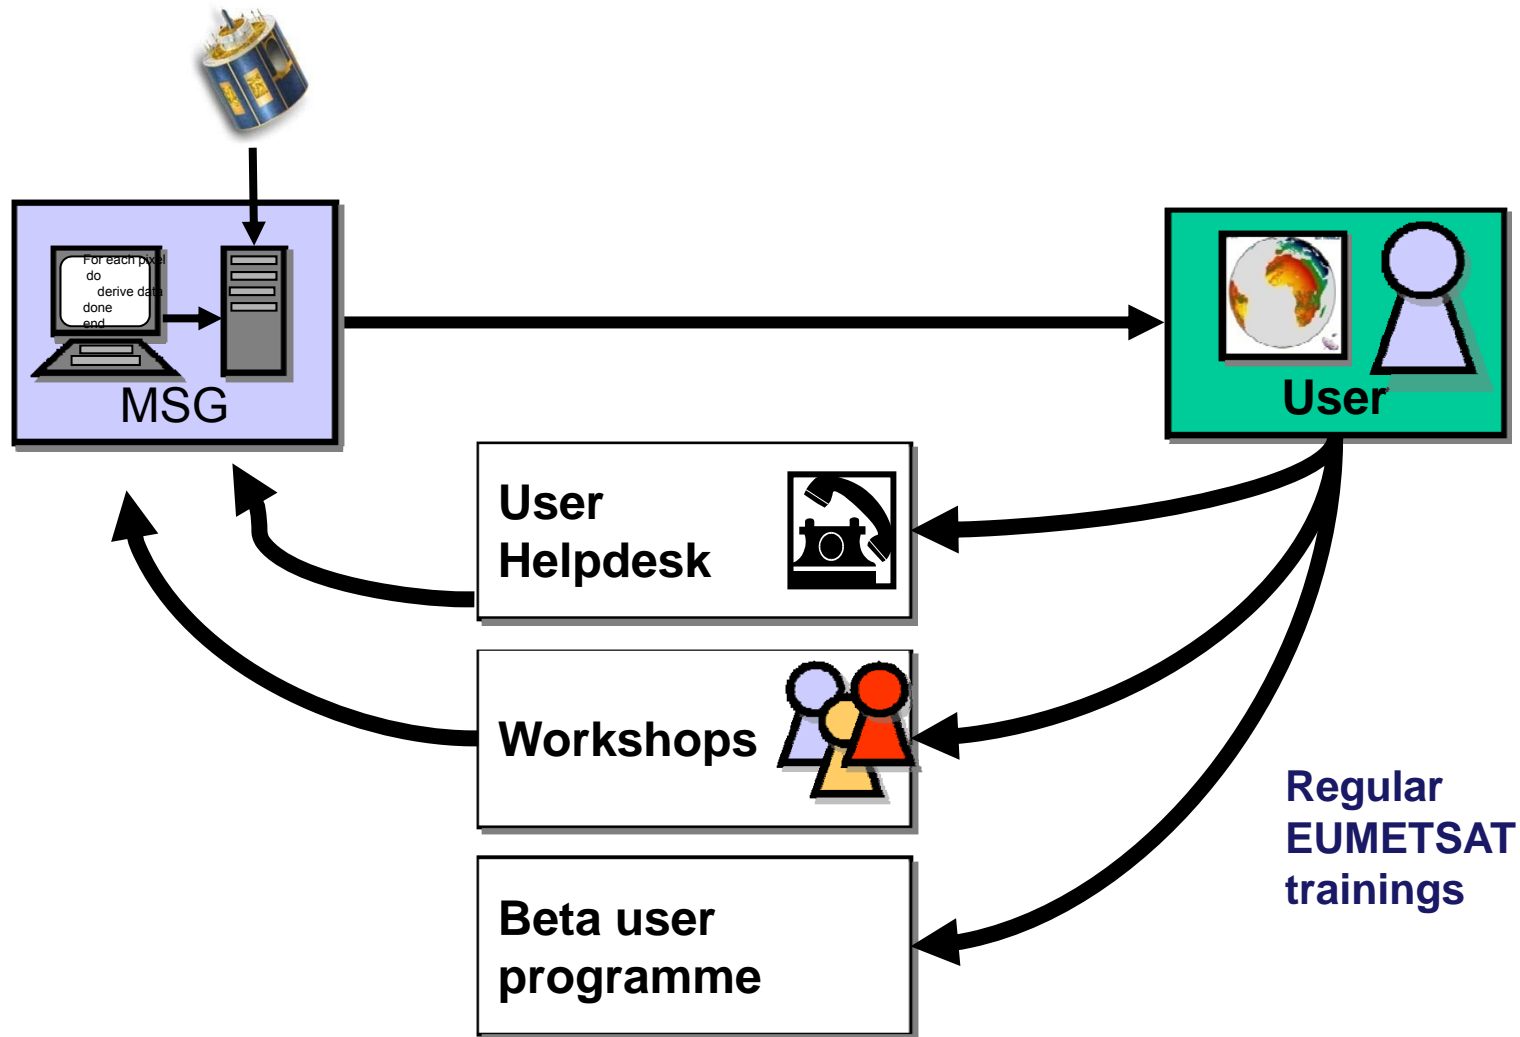 For each pixel
do
derive data
done
end
MSG
User
User
Helpdesk
Workshops
Regular
EUMETSAT
trainings
Beta user
programme